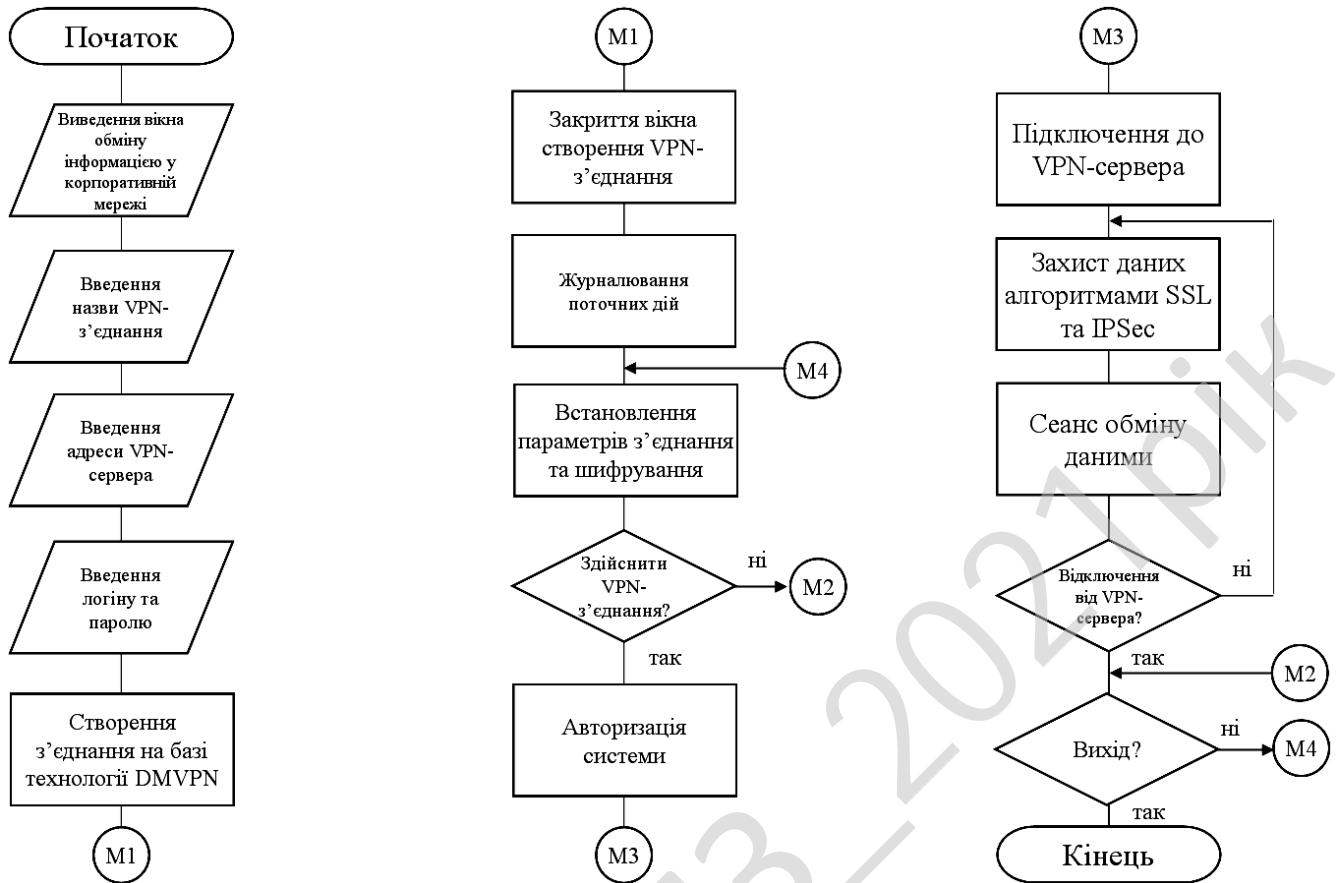 Початок
Виведення вікна
обміну
інформацією у
корпоративній
мережі
Введення
назви VPN-
з’єднання
Введення
адреси VPN-
сервера
Введення
логіну та
паролю
Створення
з’єднання на базі
технології DMVPN
M1
M1
Закриття вікна
створення VPN-
з’єднання
Журналювання
поточних дій
M4
Встановлення
параметрів з’єднання
та шифрування
Здійснити
VPN-
з’єднання?
ні
M2
так
Авторизація
системи
M3
M3
Підключення до
VPN-сервера
Захист даних
алгоритмами SSL
та IPSec
Сеанс обміну
даними
Відключення
від VPN-
сервера?
ні
так
M2
Вихід?
ні
M4
так
Кінець
_2021рік